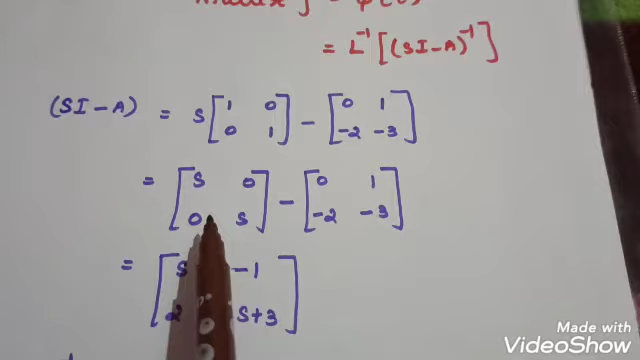 = φ(t)
= L⁻¹ [(SI-A)⁻¹]
(SI-A) = S [1 0; 0 1] - [0 1; -2 -3]
= [S 0; 0 S] - [0 1; -2 -3]
= [S -1; 2 S+3]
Made with
VideoShow